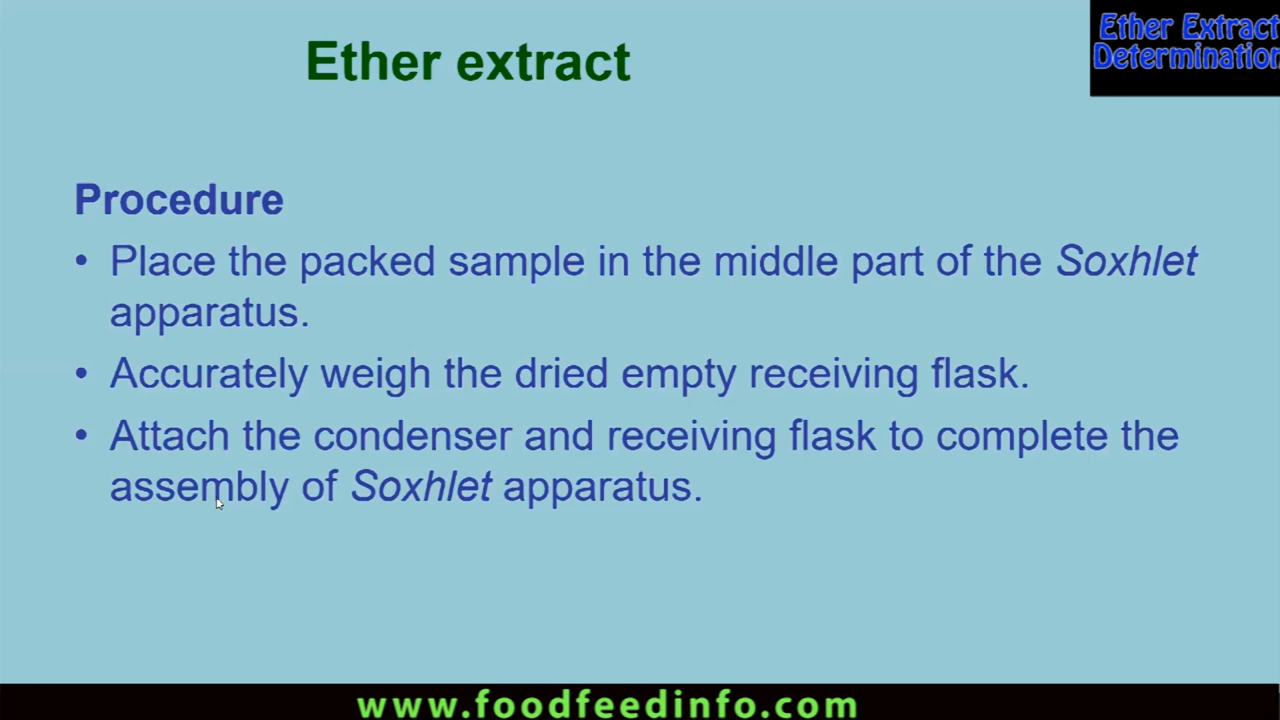 Ether extract
Ether Extract
Determination
Procedure
• Place the packed sample in the middle part of the Soxhlet
apparatus.
• Accurately weigh the dried empty receiving flask.
• Attach the condenser and receiving flask to complete the
assembly of Soxhlet apparatus.
www.foodfeedinfo.com